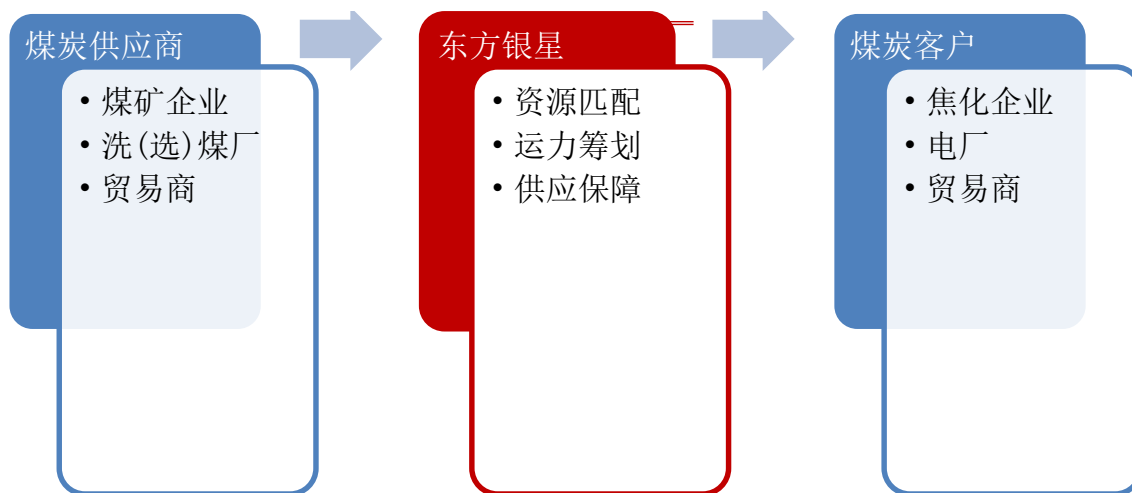 煤炭供应商
• 煤矿企业
• 洗(选)煤厂
• 贸易商
东方银星
• 资源匹配
• 运力筹划
• 供应保障
煤炭客户
• 焦化企业
• 电厂
• 贸易商